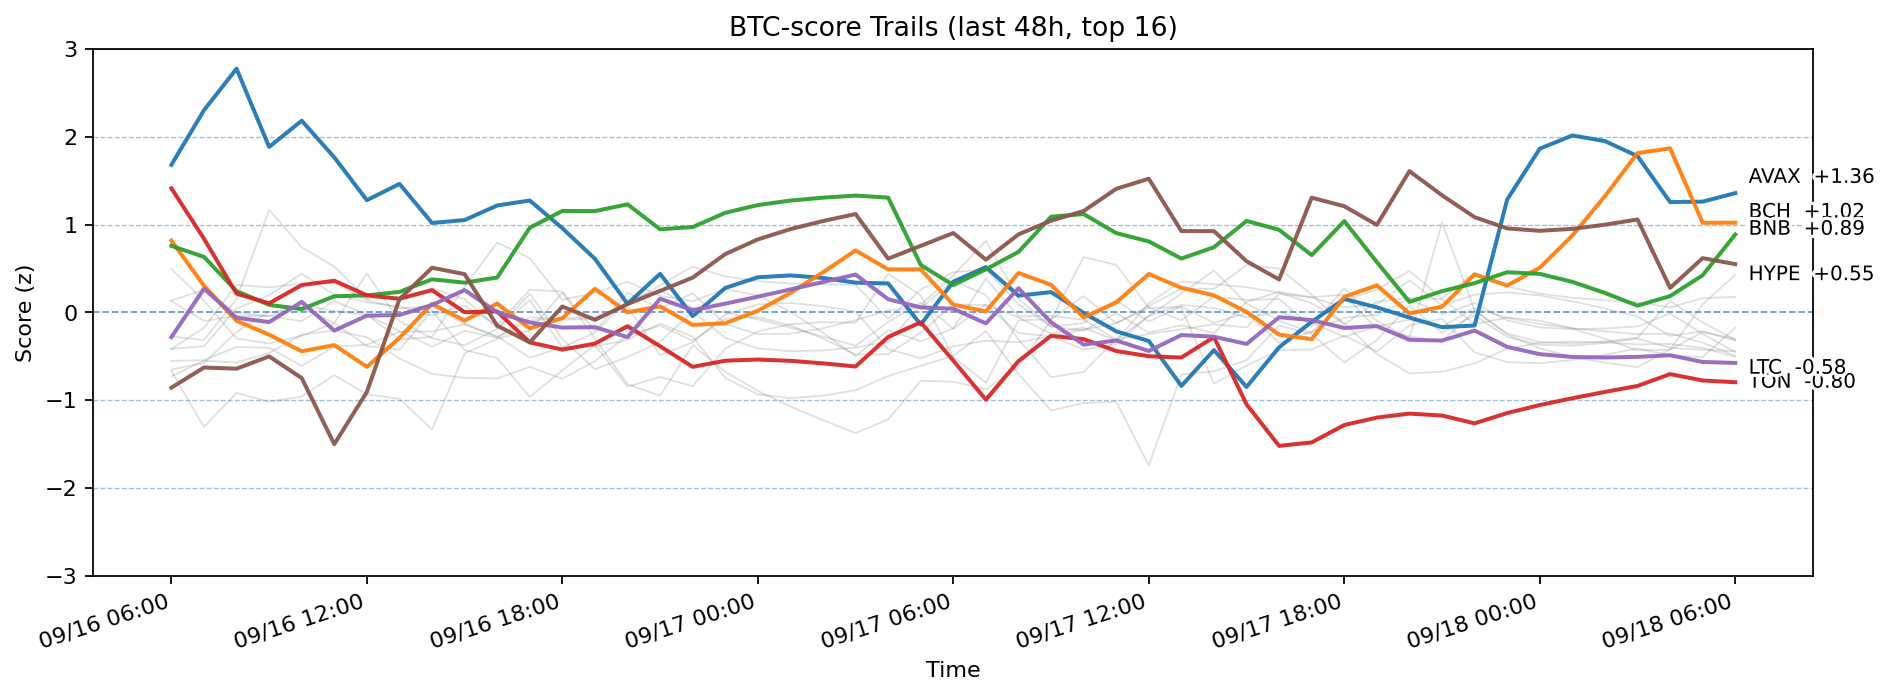 BTC-score Trails (last 48h, top 16)
Score (z)
3
2
1
0
−1
−2
−3
AVAX +1.36
BCH +1.02
BNB +0.89
HYPE +0.55
LTC -0.58
TON -0.80
09/16 06:00
09/16 12:00
09/16 18:00
09/17 00:00
09/17 06:00
09/17 12:00
09/17 18:00
09/18 00:00
09/18 06:00
Time